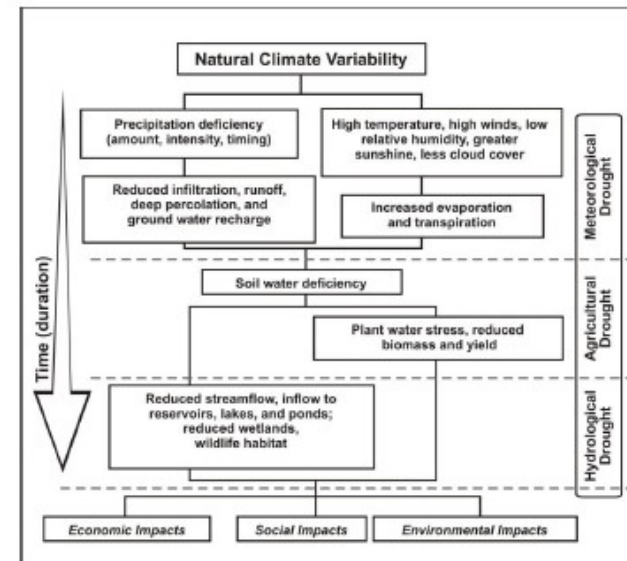 Natural Climate Variability
Precipitation deficiency
(amount, intensity, timing)
High temperature, high winds, low
relative humidity, greater
sunshine, less cloud cover
Reduced infiltration, runoff,
deep percolation, and
ground water recharge
Increased evaporation
and transpiration
Meteorological
Drought
Time (duration)
Soil water deficiency
Plant water stress, reduced
biomass and yield
Agricultural
Drought
Reduced streamflow, inflow to
reservoirs, lakes, and ponds;
reduced wetlands,
wildlife habitat
Hydrological
Drought
Economic Impacts
Social Impacts
Environmental Impacts